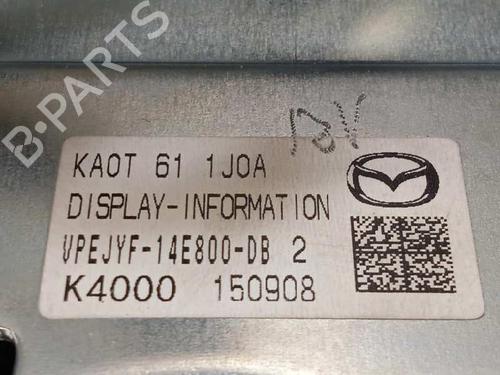 B-PARTS
KA0T 61 1J0A
DISPLAY-INFORMATION
VPEJYF-14E800-DB 2
K4000 150908